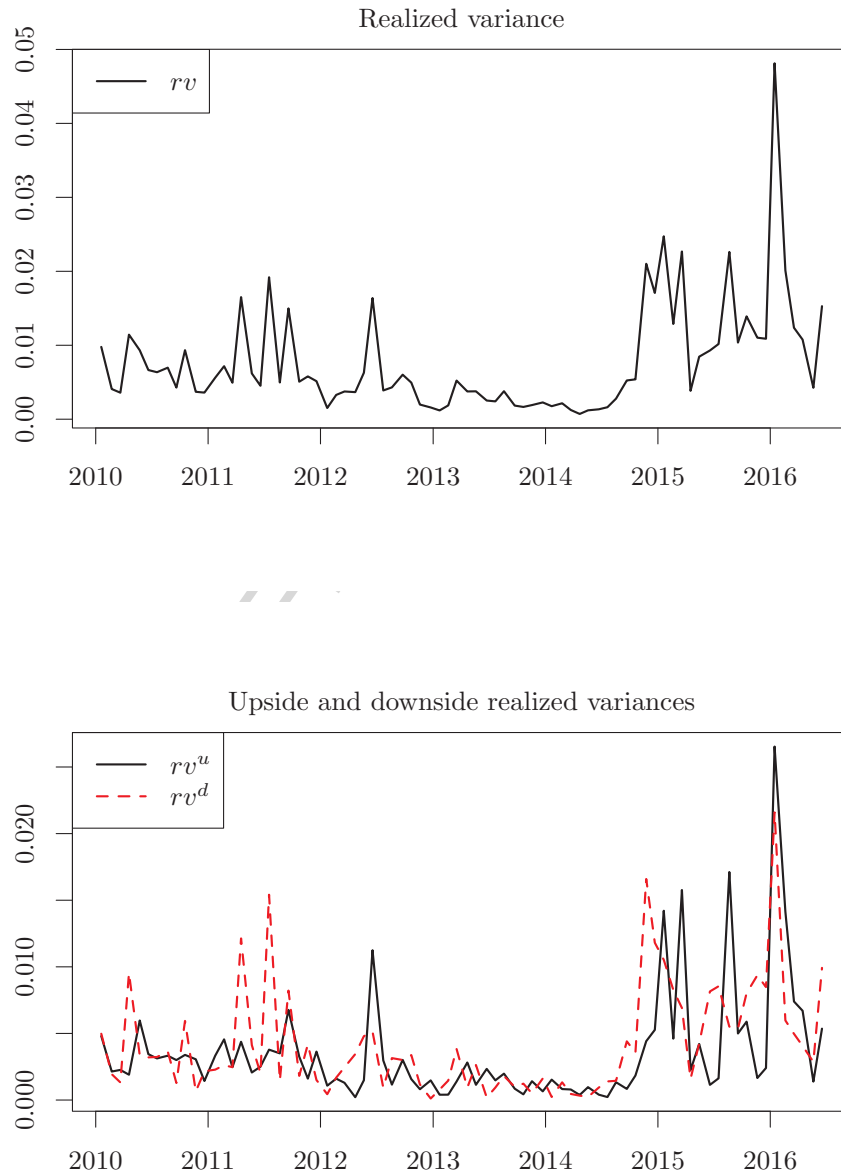 Realized variance
rv
0.05
0.04
0.03
0.02
0.01
0.00
2010 2011 2012 2013 2014 2015 2016
Upside and downside realized variances
rv^u
rv^d
0.020
0.010
0.000
2010 2011 2012 2013 2014 2015 2016